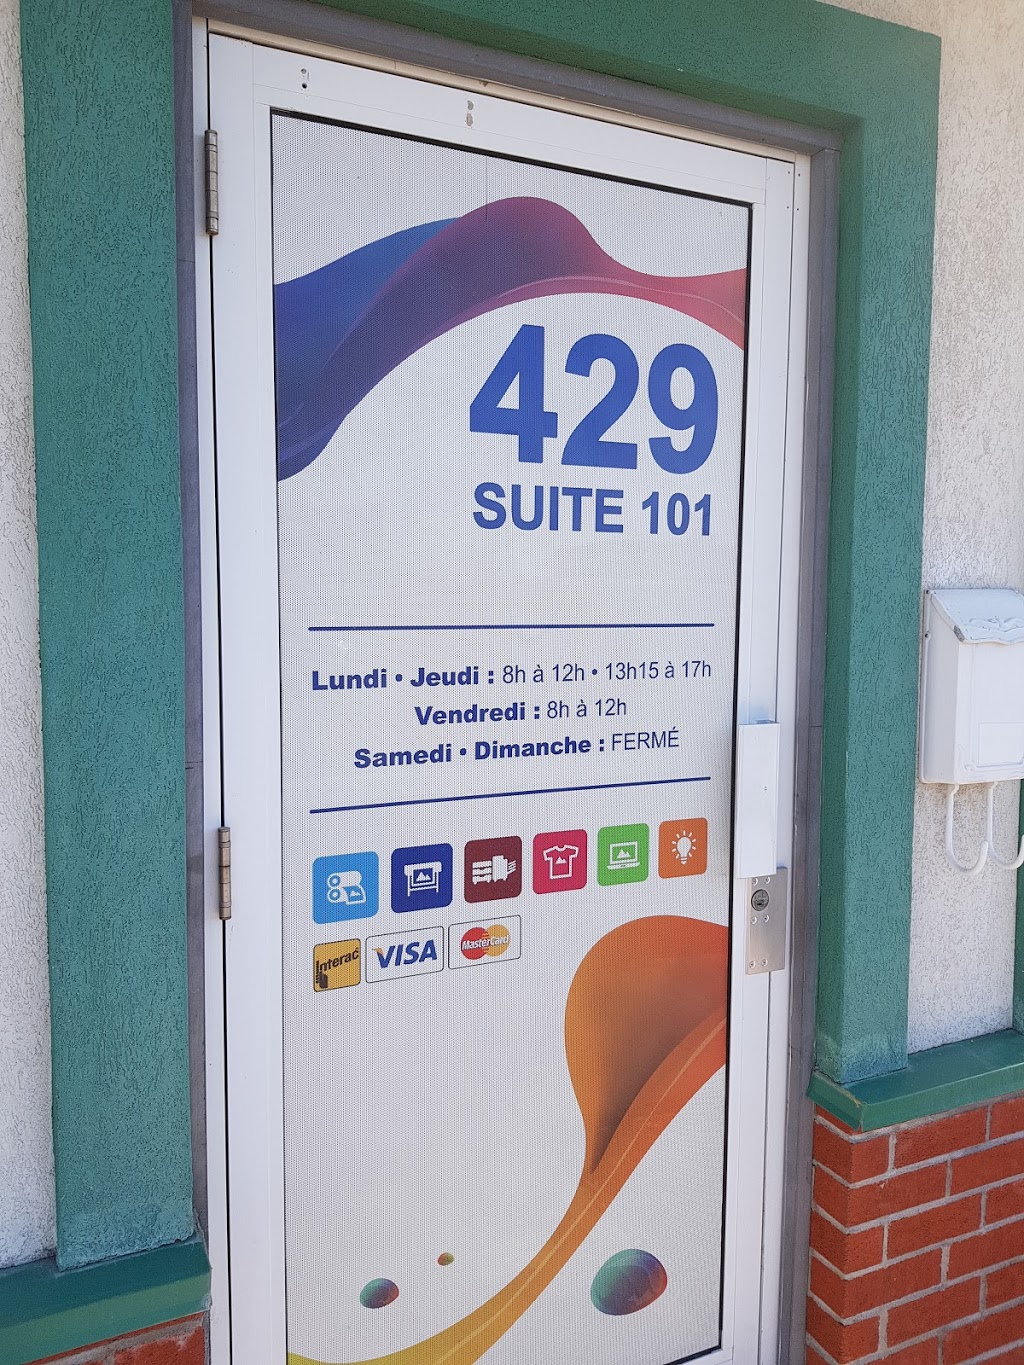 429
SUITE 101
Lundi • Jeudi : 8h à 12h • 13h15 à 17h
Vendredi : 8h à 12h
Samedi • Dimanche : FERMÉ
Interac VISA MasterCard